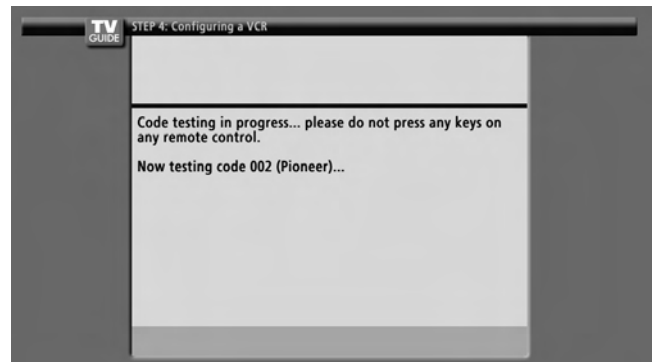 TV
GUIDE
STEP 4: Configuring a VCR
Code testing in progress... please do not press any keys on
any remote control.
Now testing code 002 (Pioneer)...